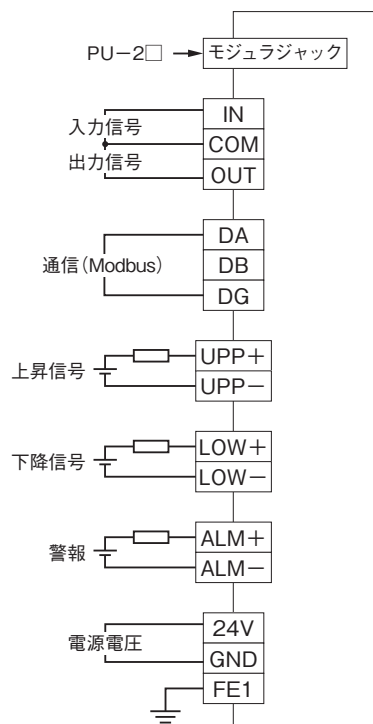 PU−2□
モジュラジャック
入力信号
出力信号
IN
COM
OUT
通信(Modbus)
DA
DB
DG
上昇信号
UPP+
UPP−
下降信号
LOW+
LOW−
警報
ALM+
ALM−
電源電圧
24V
GND
FE1